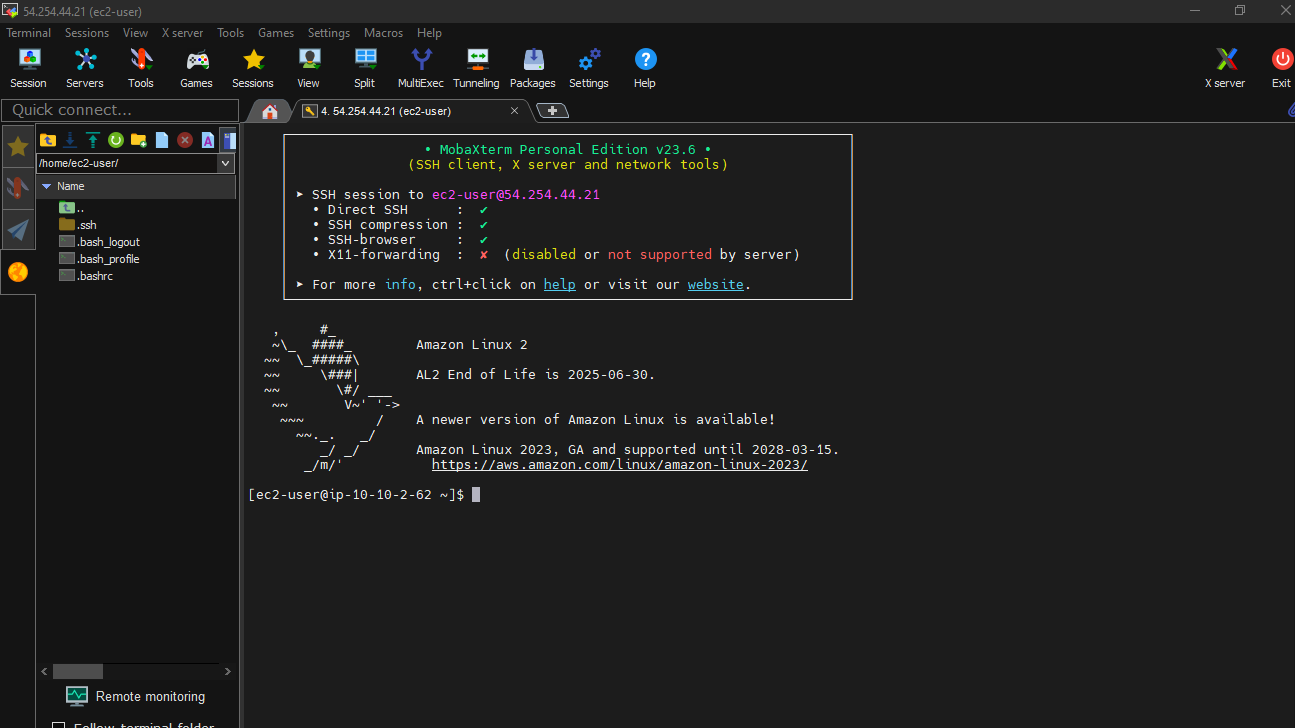 54.254.44.21 (ec2-user)
Terminal Sessions View X server Tools Games Settings Macros Help
Session Servers Tools Games Sessions View Split MultiExec Tunneling Packages Settings Help X server Exit
Quick connect...
4. 54.254.44.21 (ec2-user)
/home/ec2-user/
Name
..
.ssh
.bash_logout
.bash_profile
.bashrc
Remote monitoring
Follow terminal folder
• MobaXterm Personal Edition v23.6 •
(SSH client, X server and network tools)
➤ SSH session to ec2-user@54.254.44.21
• Direct SSH : ✔
• SSH compression : ✔
• SSH-browser : ✔
• X11-forwarding : ✘ (disabled or not supported by server)
➤ For more info, ctrl+click on help or visit our website.
   ,     #_
   ~\_  ####_        Amazon Linux 2
  ~~  \_#####\
  ~~     \###|       AL2 End of Life is 2025-06-30.
  ~~       \#/ ___
   ~~       V~' '->
    ~~~         /    A newer version of Amazon Linux is available!
      ~~._.   _/
         _/ _/       Amazon Linux 2023, GA and supported until 2028-03-15.
       _/m/'           https://aws.amazon.com/linux/amazon-linux-2023/
[ec2-user@ip-10-10-2-62 ~]$